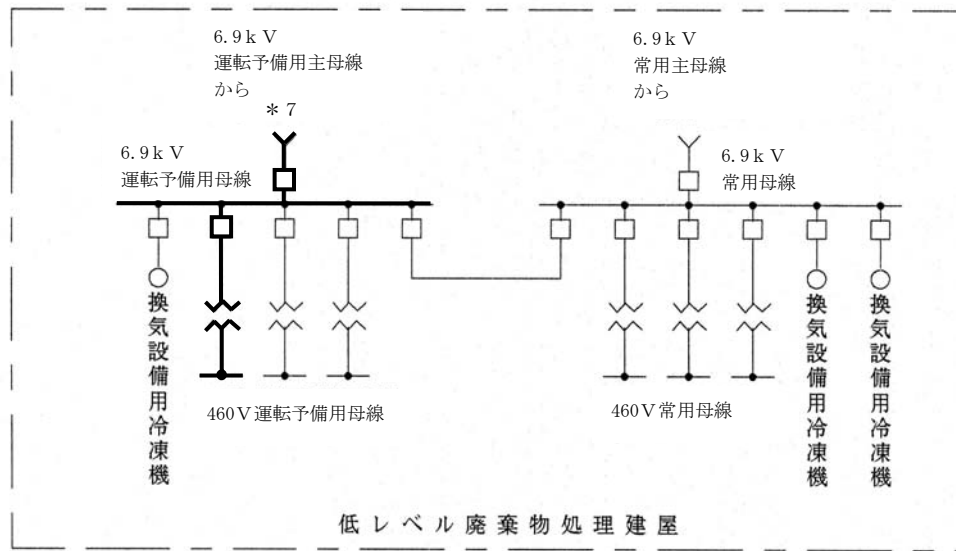 6.9kV
運転予備用主母線
から
＊7
6.9kV
常用主母線
から
6.9kV
運転予備用母線
6.9kV
常用母線
換気設備用冷凍機
460V運転予備用母線
460V常用母線
換気設備用冷凍機
換気設備用冷凍機
低レベル廃棄物処理建屋